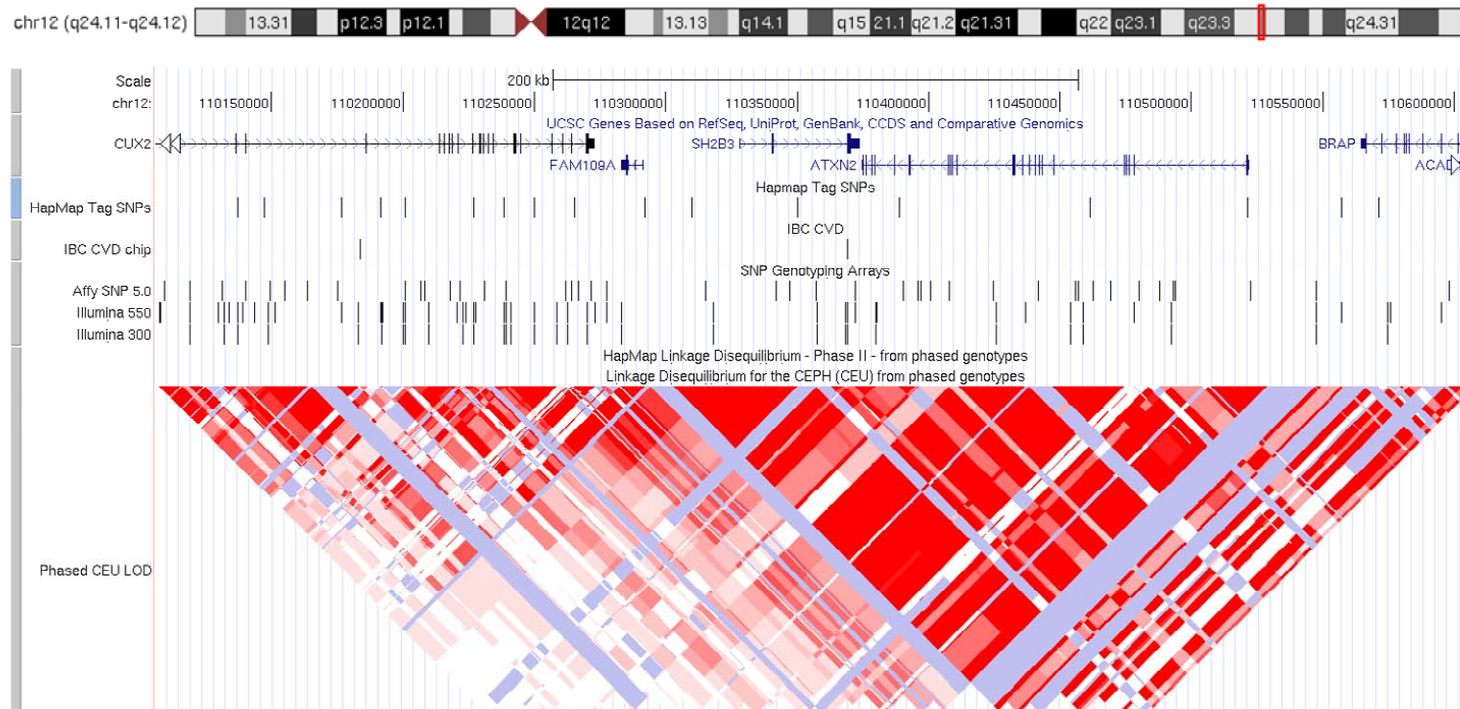 chr12 (q24.11-q24.12) 13.31 p12.3 p12.1 12q12 13.13 q14.1 q15 21.1 q21.2 q21.31 q22 q23.1 q23.3 q24.31
Scale 200 kb
chr12: 110150000 110200000 110250000 110300000 110350000 110400000 110450000 110500000 110550000 110600000
UCSC Genes Based on RefSeq, UniProt, GenBank, CCDS and Comparative Genomics
CUX2 SH2B3 BRAP
FAM109A ATXN2 ACAD
Hapmap Tag SNPs
HapMap Tag SNPs
IBC CVD
IBC CVD chip
SNP Genotyping Arrays
Affy SNP 5.0
Illumina 550
Illumina 300
HapMap Linkage Disequilibrium - Phase II - from phased genotypes
Linkage Disequilibrium for the CEPH (CEU) from phased genotypes
Phased CEU LOD